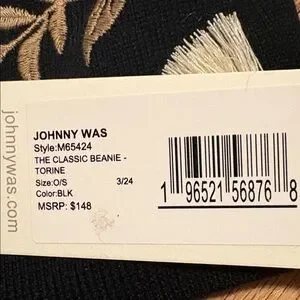 johnnywas.com
JOHNNY WAS
Style:M65424
THE CLASSIC BEANIE -
TORINE
Size:O/S 3/24
Color:BLK
MSRP: $148
1 96521 56876 8